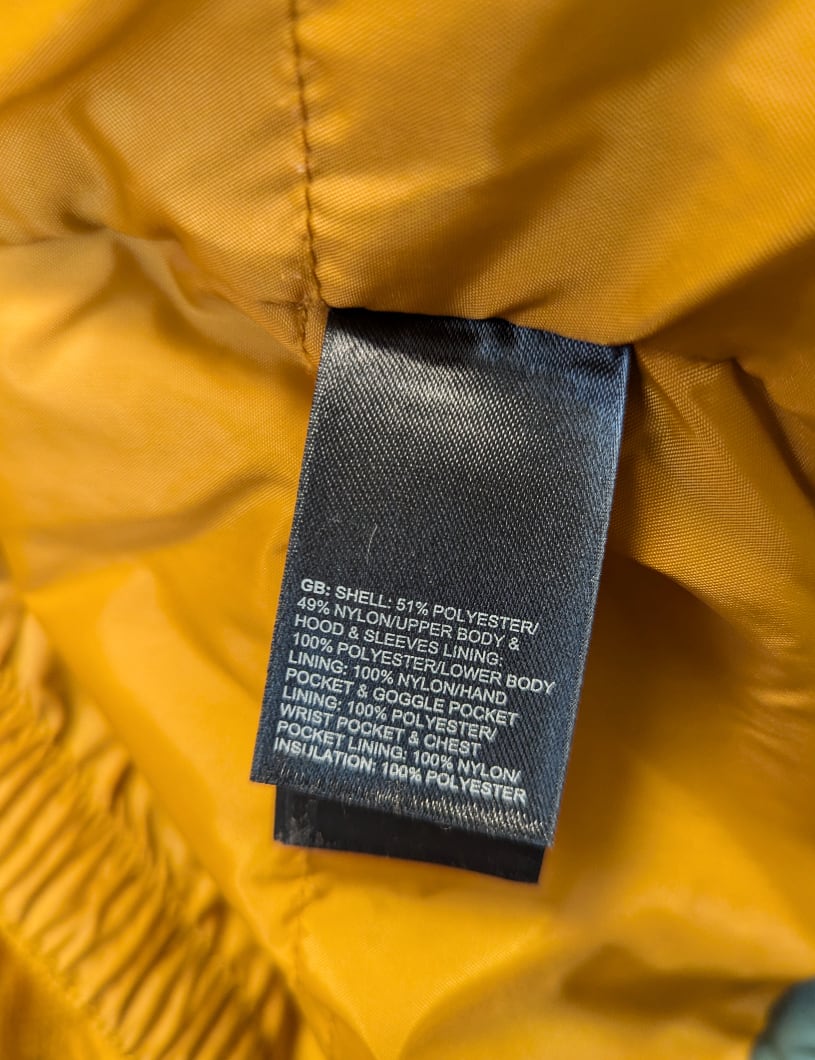 GB: SHELL: 51% POLYESTER/
49% NYLON/UPPER BODY &
HOOD & SLEEVES LINING:
100% POLYESTER/LOWER BODY
LINING: 100% NYLON/HAND
POCKET & GOGGLE POCKET
LINING: 100% POLYESTER/
WRIST POCKET & CHEST
POCKET LINING: 100% NYLON/
INSULATION: 100% POLYESTER